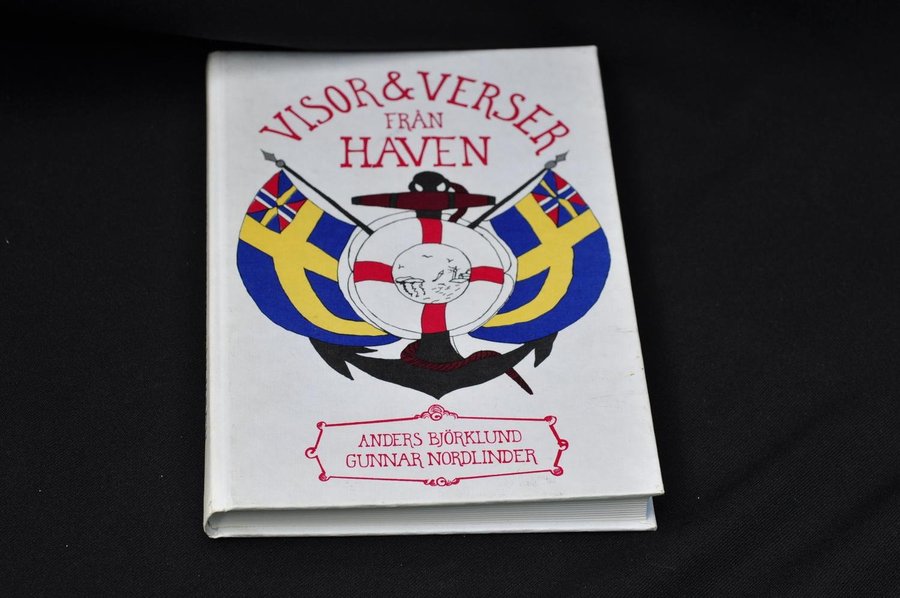 VISOR & VERSER
FRÅN
HAVEN
ANDERS BJÖRKLUND
GUNNAR NORDLINDER